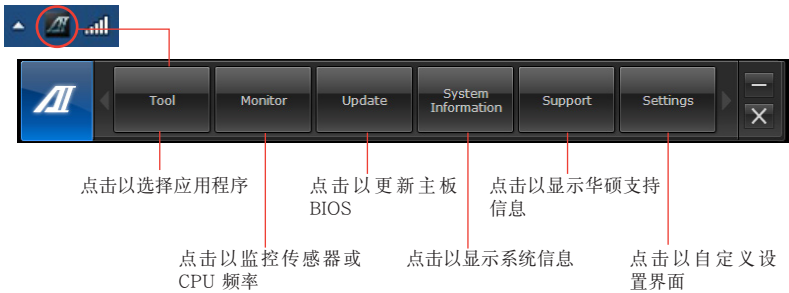 Tool
Monitor
Update
System
Information
Support
Settings
点击以选择应用程序
点击以更新主板
BIOS
点击以显示华硕支持
信息
点击以监控传感器或
CPU 频率
点击以显示系统信息
点击以自定义设
置界面